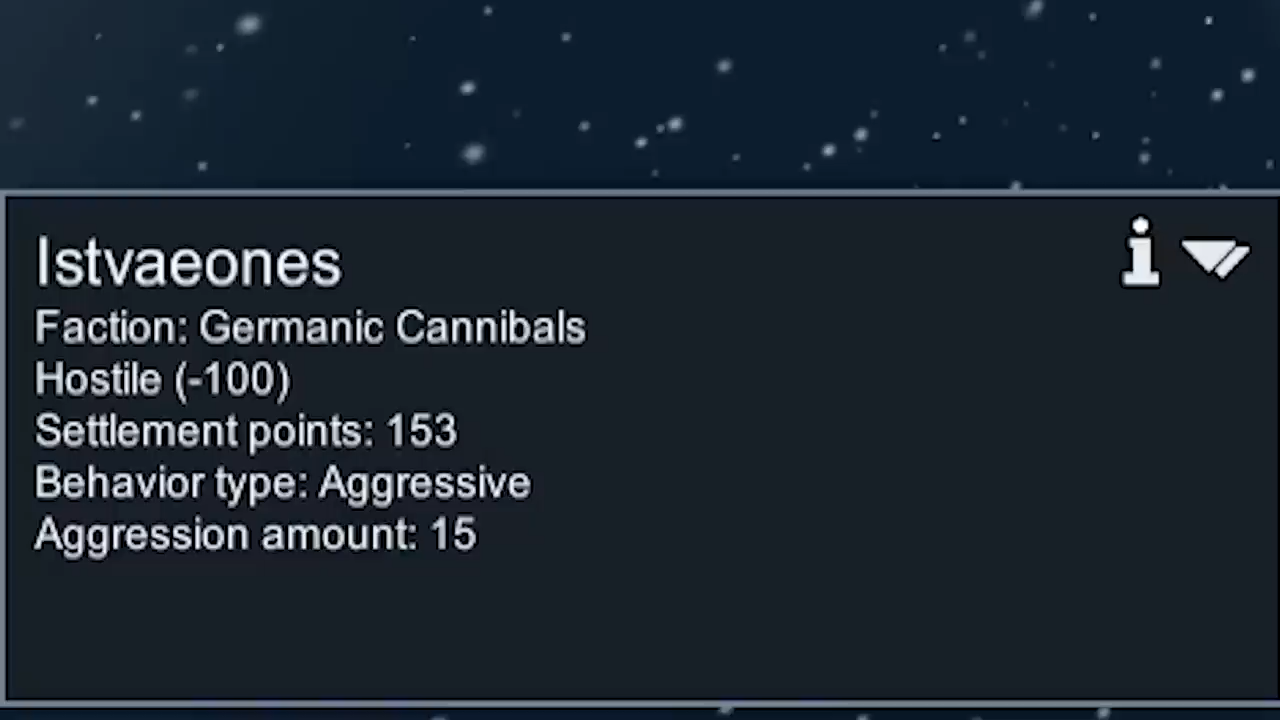 Istvaeones
Faction: Germanic Cannibals
Hostile (-100)
Settlement points: 153
Behavior type: Aggressive
Aggression amount: 15